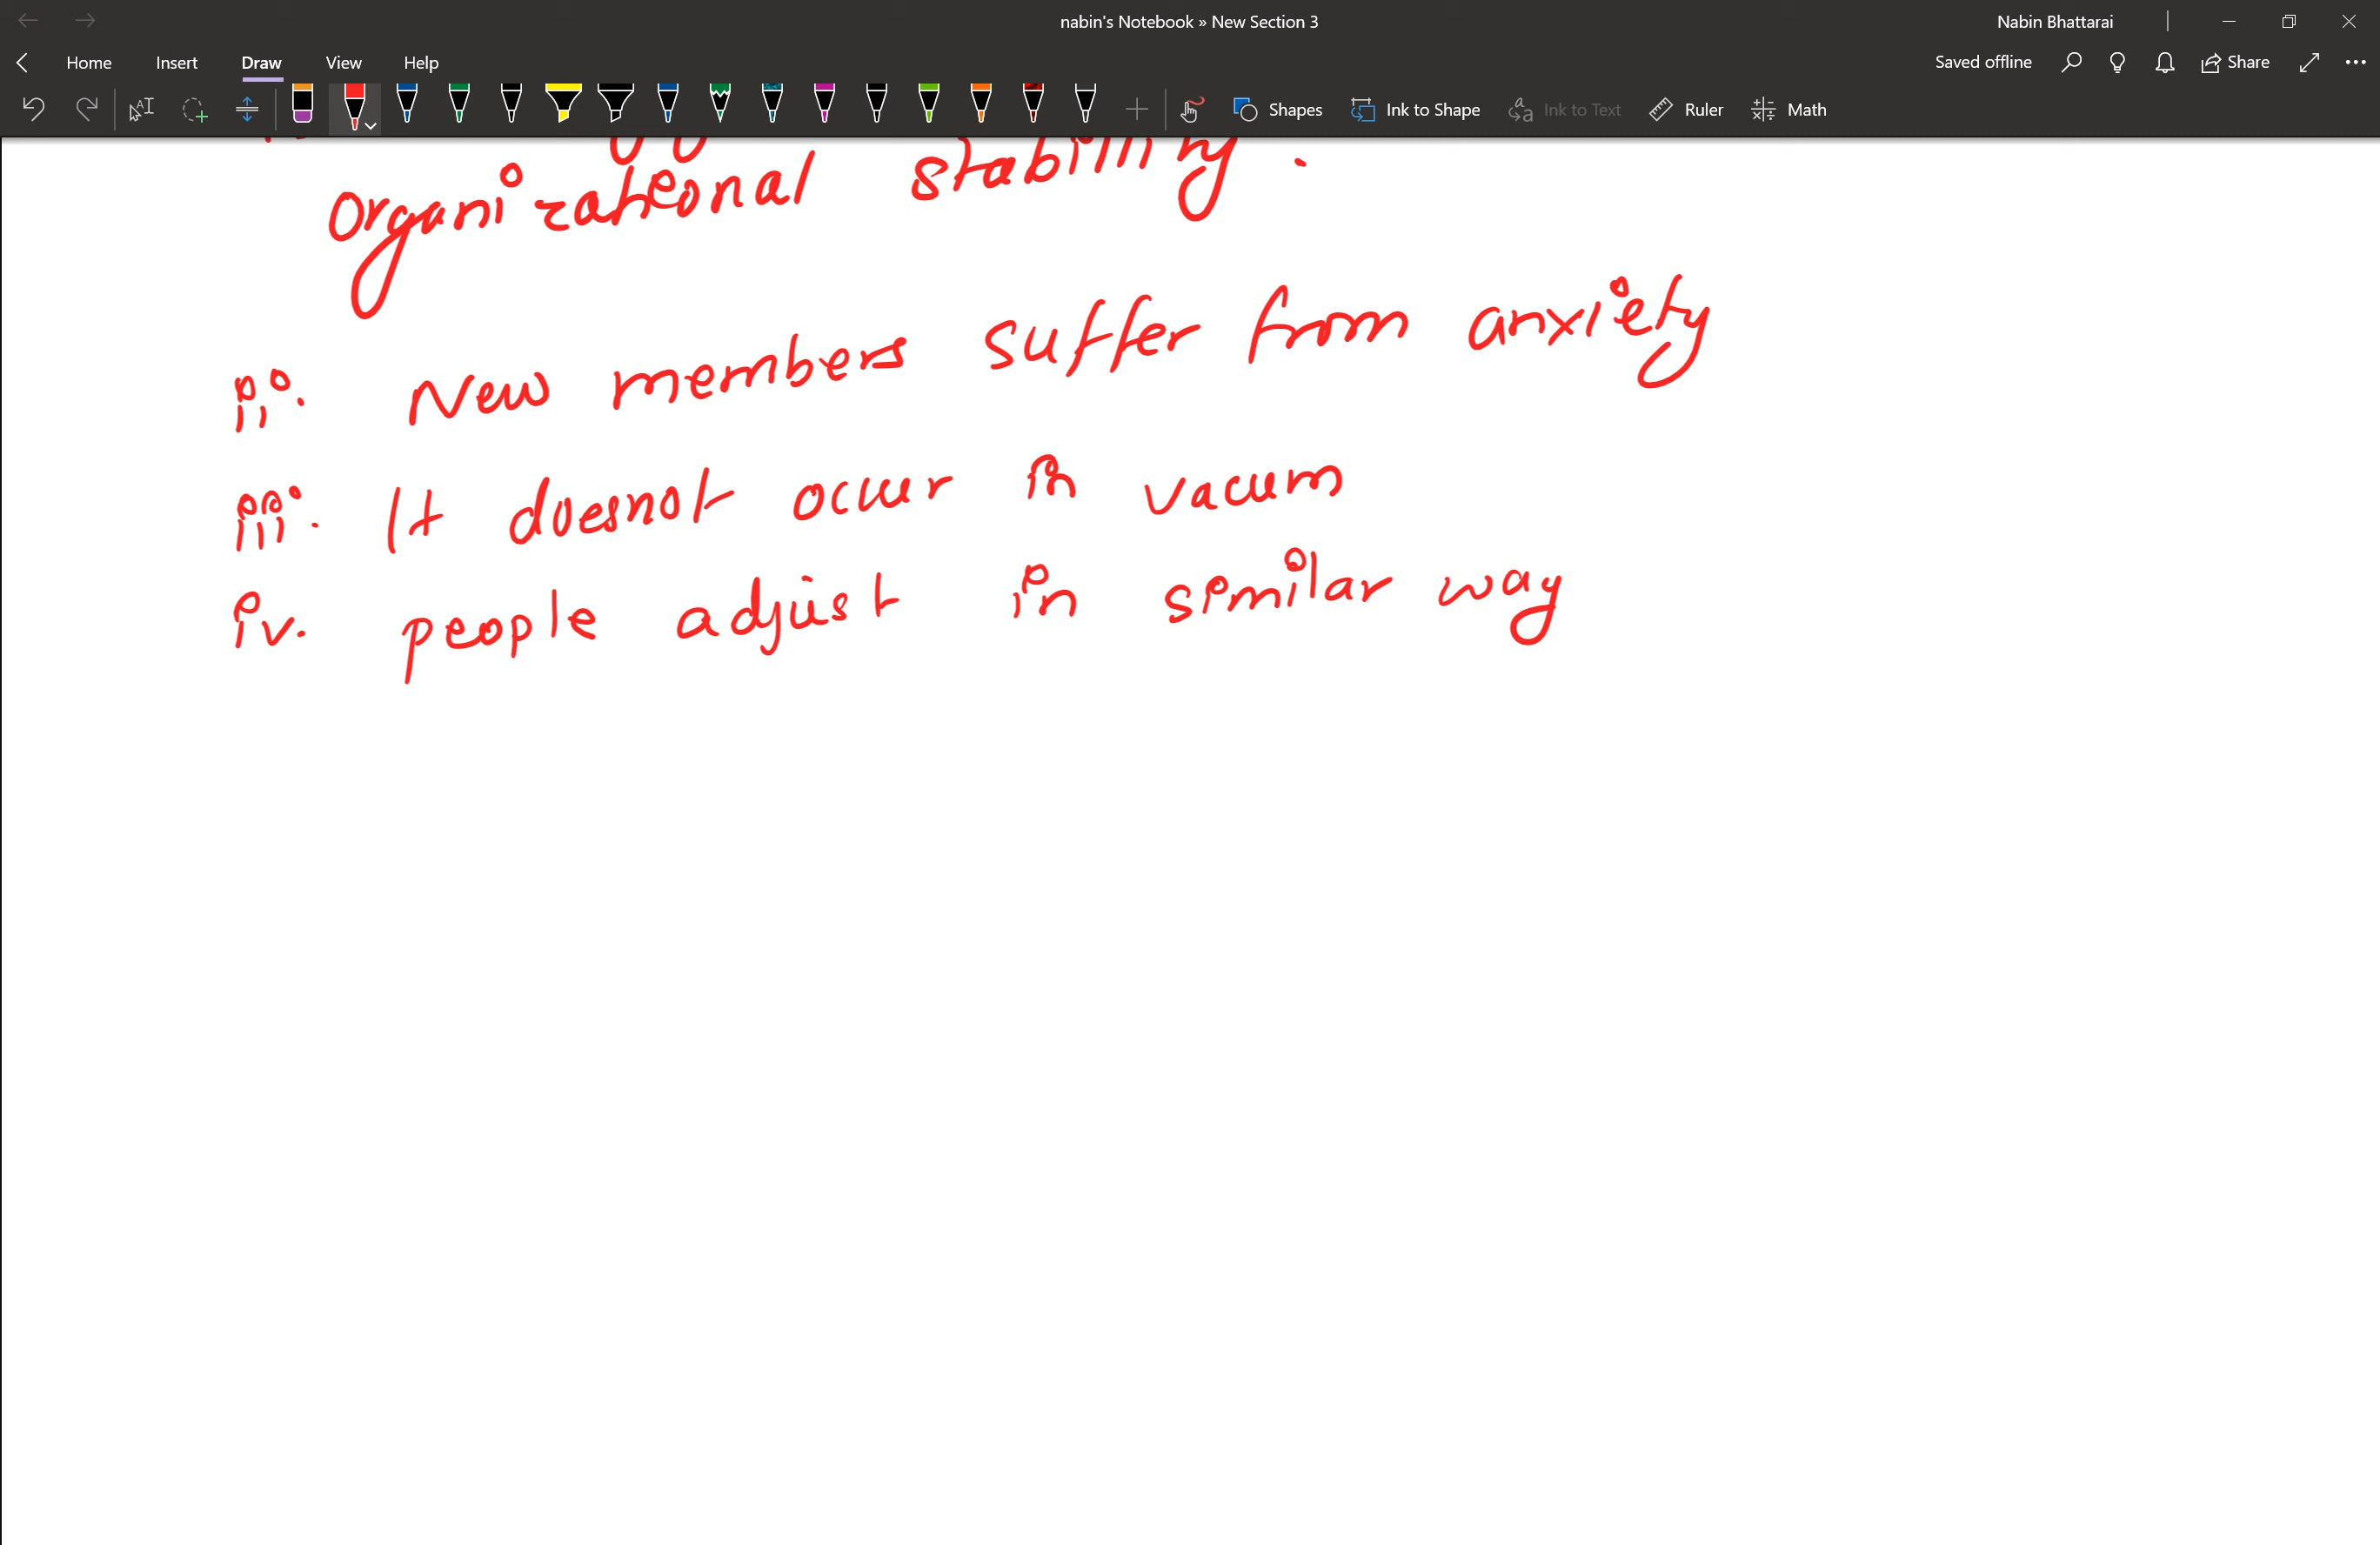 nabin's Notebook » New Section 3
Nabin Bhattarai
Home Insert Draw View Help
Saved offline
Share
Shapes Ink to Shape Ink to Text Ruler Math
organizational stability.
ii. New members suffer from anxiety
iii. It doesnot occur in vacum
iv. people adjust in similar way